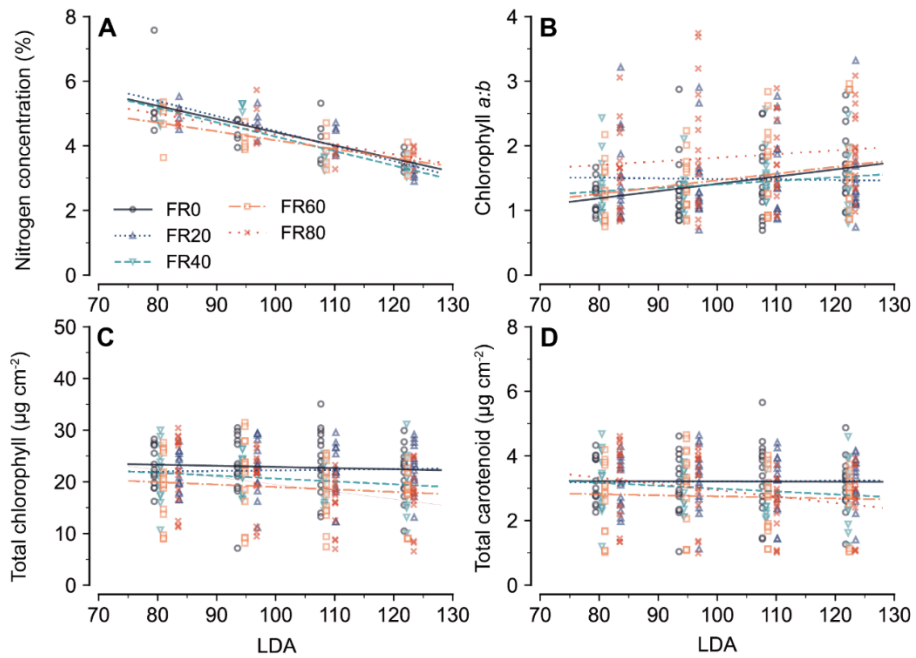 A
B
Nitrogen concentration (%)
8
6
4
2
0
FR0
FR20
FR40
FR60
FR80
70 80 90 100 110 120 130
Chlorophyll a:b
4
3
2
1
0
70 80 90 100 110 120 130
C
D
Total chlorophyll (μg cm-2)
50
40
30
20
10
0
70 80 90 100 110 120 130
LDA
Total carotenoid (μg cm-2)
8
6
4
2
0
70 80 90 100 110 120 130
LDA